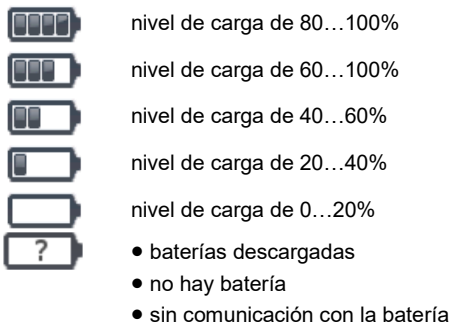 nivel de carga de 80…100%
nivel de carga de 60…100%
nivel de carga de 40…60%
nivel de carga de 20…40%
nivel de carga de 0…20%
?
● baterías descargadas
● no hay batería
● sin comunicación con la batería